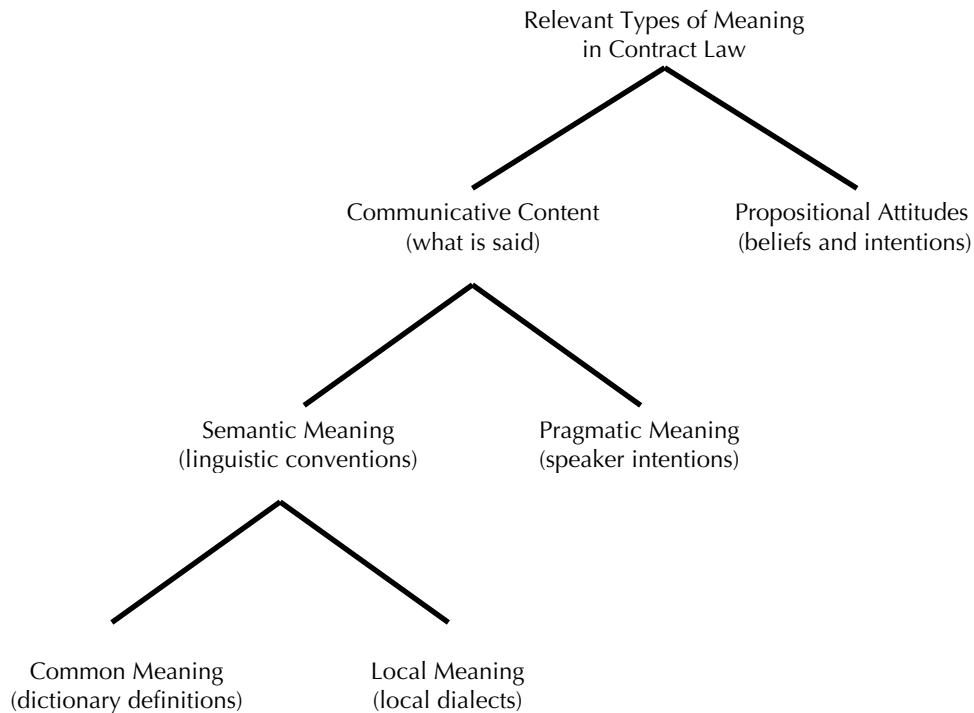 Relevant Types of Meaning
in Contract Law
Communicative Content
(what is said)
Propositional Attitudes
(beliefs and intentions)
Semantic Meaning
(linguistic conventions)
Pragmatic Meaning
(speaker intentions)
Common Meaning
(dictionary definitions)
Local Meaning
(local dialects)